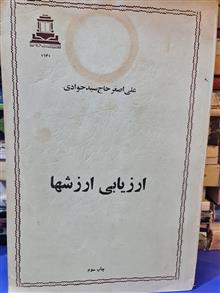 علی اصغر حاج سید جوادی
ارزیابی ارزشها
چاپ سوم